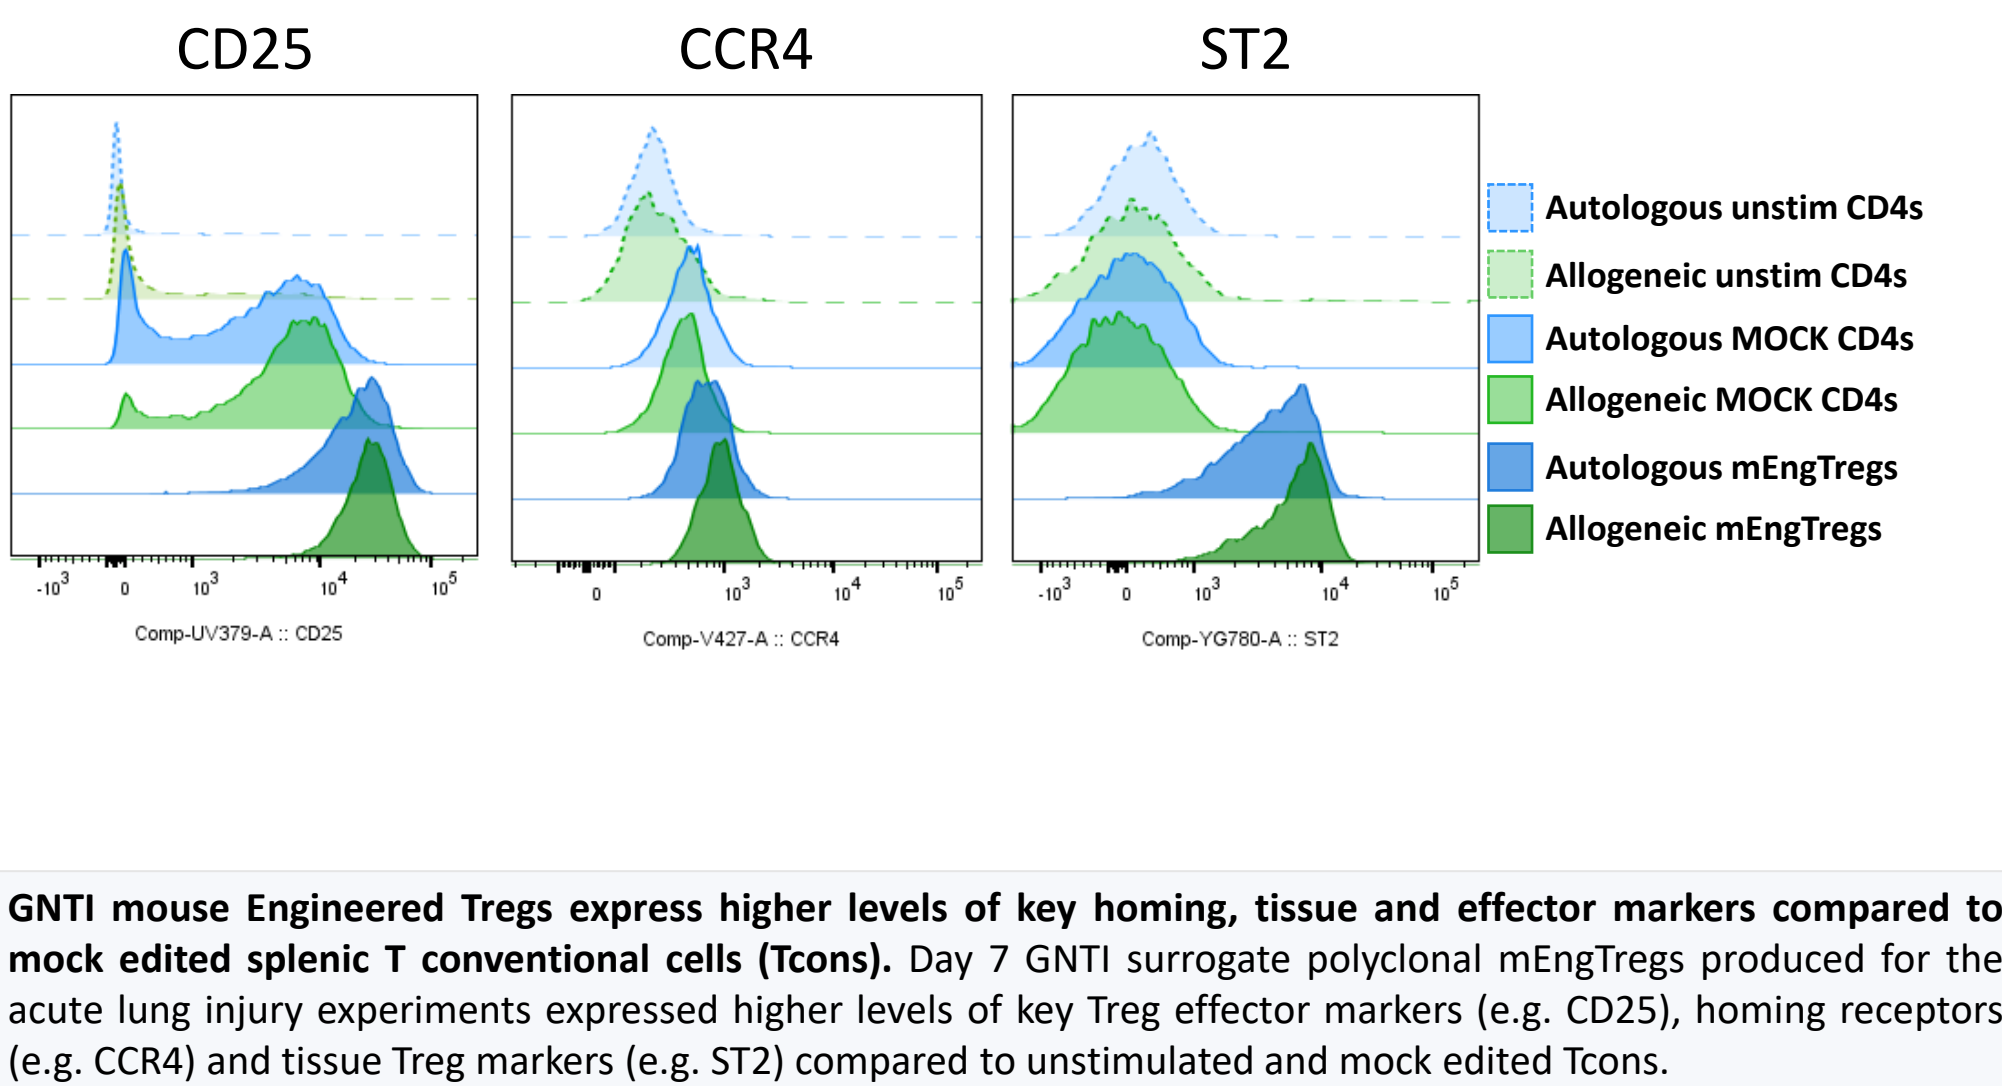 CD25
CCR4
ST2
-10³ 0 10³ 10⁴ 10⁵
Comp-UV379-A :: CD25
0 10³ 10⁴ 10⁵
Comp-V427-A :: CCR4
-10³ 0 10³ 10⁴ 10⁵
Comp-YG780-A :: ST2
Autologous unstim CD4s
Allogeneic unstim CD4s
Autologous MOCK CD4s
Allogeneic MOCK CD4s
Autologous mEngTregs
Allogeneic mEngTregs
GNTI mouse Engineered Tregs express higher levels of key homing, tissue and effector markers compared to
mock edited splenic T conventional cells (Tcons). Day 7 GNTI surrogate polyclonal mEngTregs produced for the
acute lung injury experiments expressed higher levels of key Treg effector markers (e.g. CD25), homing receptors
(e.g. CCR4) and tissue Treg markers (e.g. ST2) compared to unstimulated and mock edited Tcons.